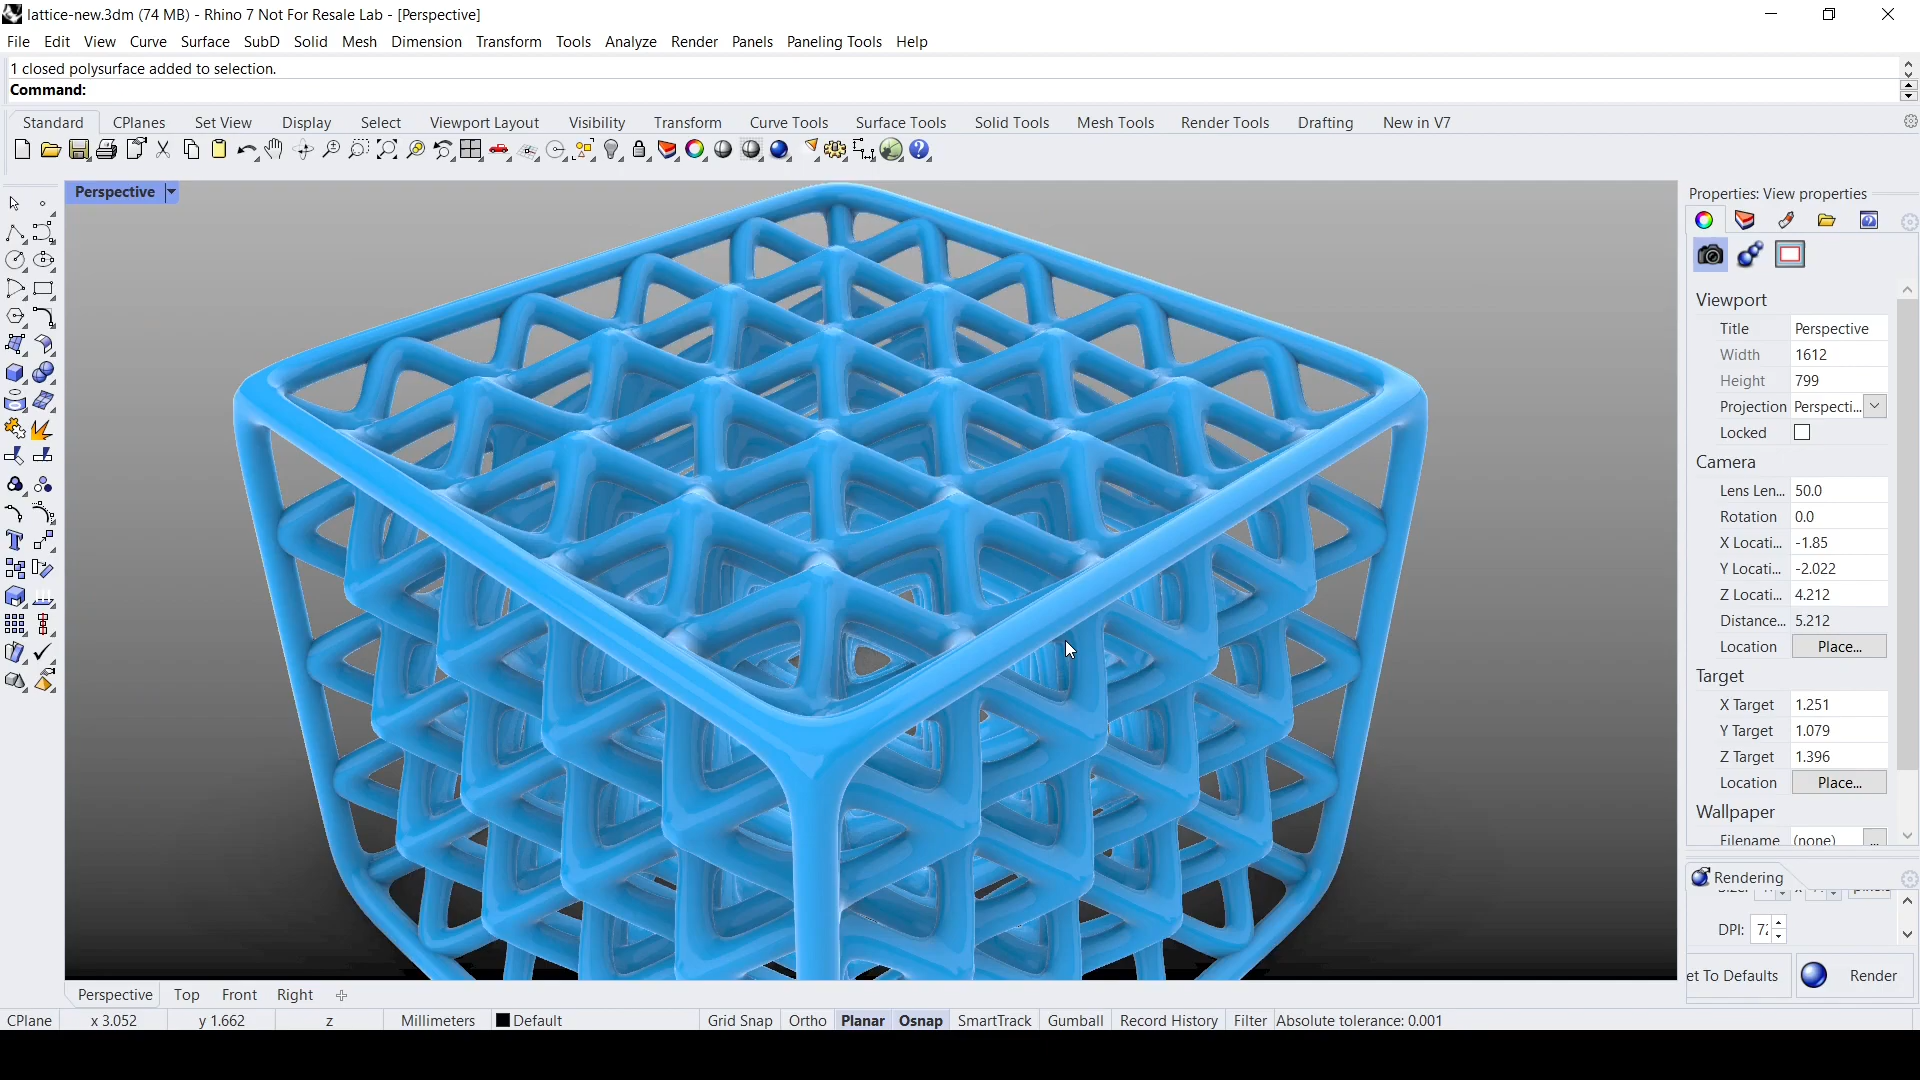 lattice-new.3dm (74 MB) - Rhino 7 Not For Resale Lab - [Perspective]
File Edit View Curve Surface SubD Solid Mesh Dimension Transform Tools Analyze Render Panels Paneling Tools Help
1 closed polysurface added to selection.
Command:
Standard CPlanes Set View Display Select Viewport Layout Visibility Transform Curve Tools Surface Tools Solid Tools Mesh Tools Render Tools Drafting New in V7
Perspective
Properties: View properties
Viewport
Title Perspective
Width 1612
Height 799
Projection Perspecti...
Locked
Camera
Lens Len... 50.0
Rotation 0.0
X Locati... -1.85
Y Locati... -2.022
Z Locati... 4.212
Distance... 5.212
Location Place...
Target
X Target 1.251
Y Target 1.079
Z Target 1.396
Location Place...
Wallpaper
Filename (none) ...
Rendering
DPI:
et To Defaults Render
Perspective Top Front Right
CPlane x 3.052 y 1.662 z Millimeters Default Grid Snap Ortho Planar Osnap SmartTrack Gumball Record History Filter Absolute tolerance: 0.001